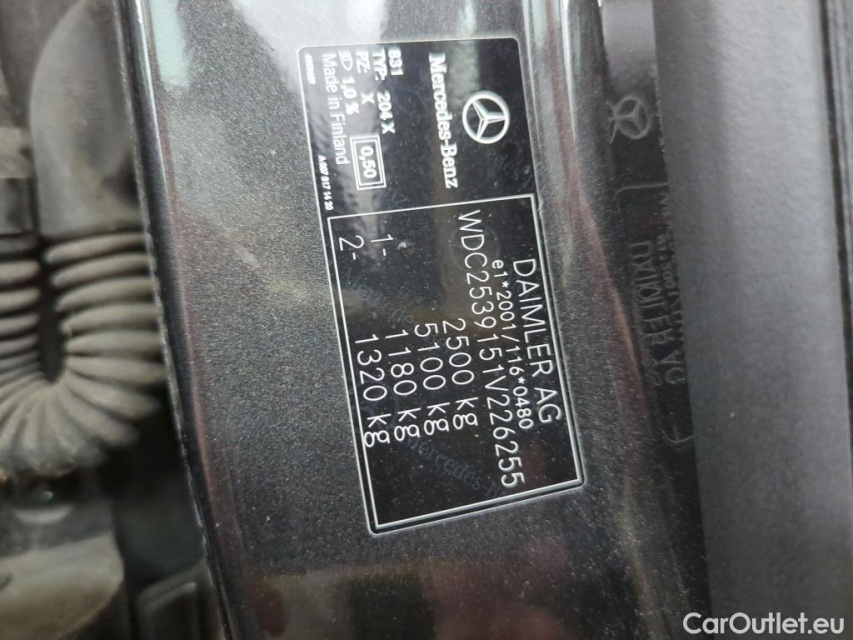 Mercedes-Benz
B31
TYP: 204 X
PZ: X
ID 1,0 %
0,50
Made in Finland
DAIMLER AG
e1*2001/116*0480
WDC2539151V226255
2500 kg
5100 kg
1- 1180 kg
2- 1320 kg
CarOutlet.eu